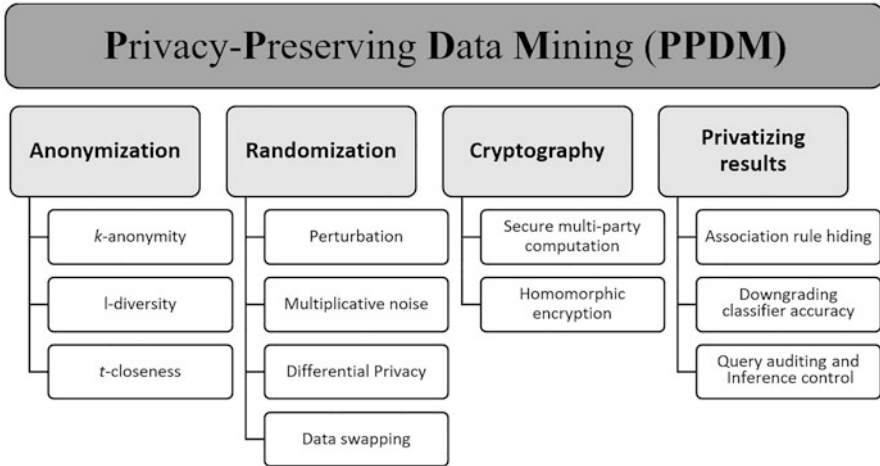 Privacy-Preserving Data Mining (PPDM)
Anonymization
k-anonymity
l-diversity
t-closeness
Randomization
Perturbation
Multiplicative noise
Differential Privacy
Data swapping
Cryptography
Secure multi-party
computation
Homomorphic
encryption
Privatizing
results
Association rule hiding
Downgrading
classifier accuracy
Query auditing and
Inference control